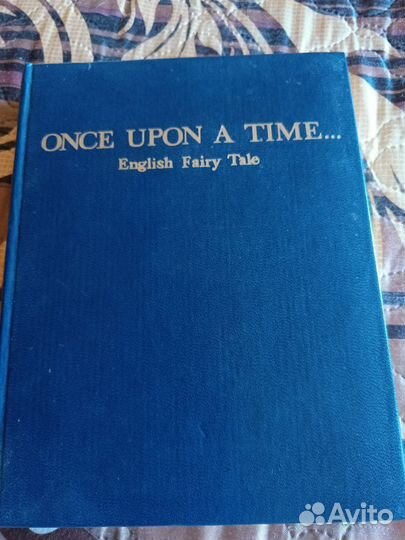 ONCE UPON A TIME...
English Fairy Tale
Avito